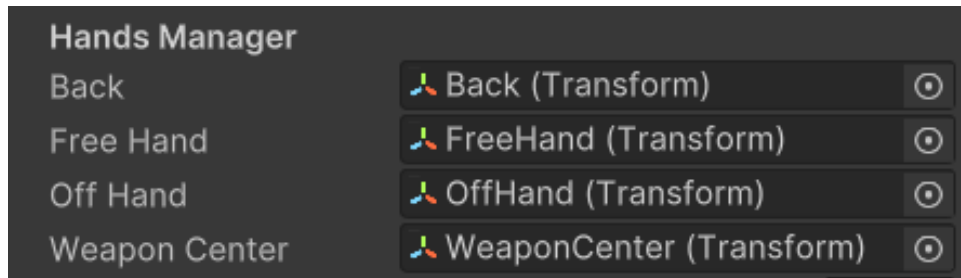 Hands Manager
Back Back (Transform)
Free Hand FreeHand (Transform)
Off Hand OffHand (Transform)
Weapon Center WeaponCenter (Transform)